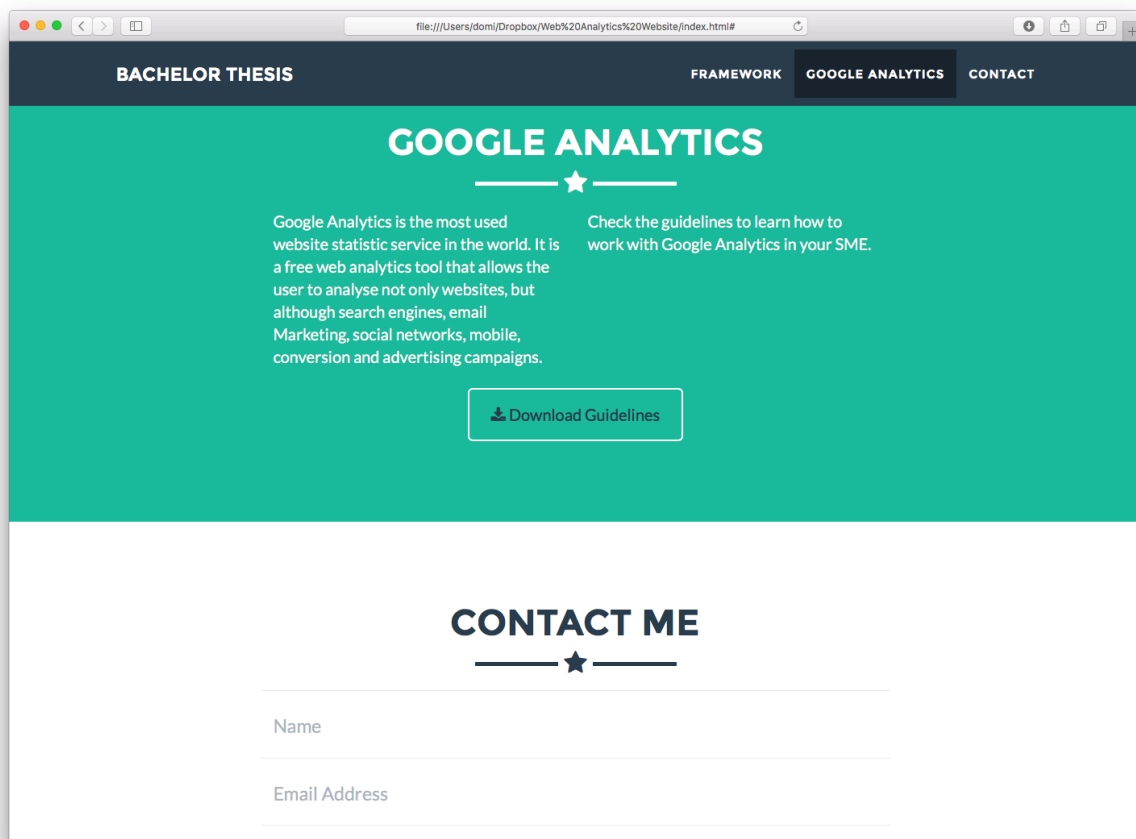 file:///Users/domi/Dropbox/Web%20Analytics%20Website/index.html#
BACHELOR THESIS
FRAMEWORK
GOOGLE ANALYTICS
CONTACT
GOOGLE ANALYTICS
Google Analytics is the most used
website statistic service in the world. It is
a free web analytics tool that allows the
user to analyse not only websites, but
although search engines, email
Marketing, social networks, mobile,
conversion and advertising campaigns.
Check the guidelines to learn how to
work with Google Analytics in your SME.
Download Guidelines
CONTACT ME
Name
Email Address